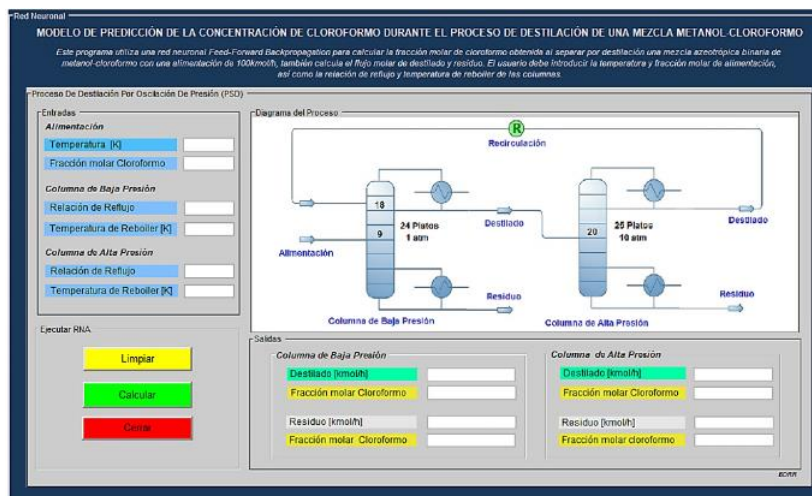 Red Neuronal
MODELO DE PREDICCIÓN DE LA CONCENTRACIÓN DE CLOROFORMO DURANTE EL PROCESO DE DESTILACIÓN DE UNA MEZCLA METANOL-CLOROFORMO
Este programa utiliza una red neuronal Feed-Forward Backpropagation para calcular la fracción molar de cloroformo obtenida al separar por destilación una mezcla azeotrópica binaria de
metanol-cloroformo con una alimentación de 100kmol/h, también calcula el flujo molar de destilado y residuo. El usuario debe introducir la temperatura y fracción molar de alimentación,
así como la relación de reflujo y temperatura de reboiler de las columnas.
Proceso De Destilación Por Oscilación De Presión (PSD)
Entradas
Alimentación
Temperatura [K]
Fracción molar Cloroformo
Columna de Baja Presión
Relación de Reflujo
Temperatura de Reboiler [K]
Columna de Alta Presión
Relación de Reflujo
Temperatura de Reboiler [K]
Diagrama del Proceso
R
Recirculación
18
9
24 Platos
1 atm
Destilado
Alimentación
Residuo
Columna de Baja Presión
20
25 Platos
10 atm
Destilado
Residuo
Columna de Alta Presión
Ejecutar RNA
Limpiar
Calcular
Cerrar
Salidas
Columna de Baja Presión
Destilado [kmol/h]
Fracción molar Cloroformo
Residuo [kmol/h]
Fracción molar Cloroformo
Columna de Alta Presión
Destilado [kmol/h]
Fracción molar Cloroformo
Residuo [kmol/h]
Fracción molar cloroformo